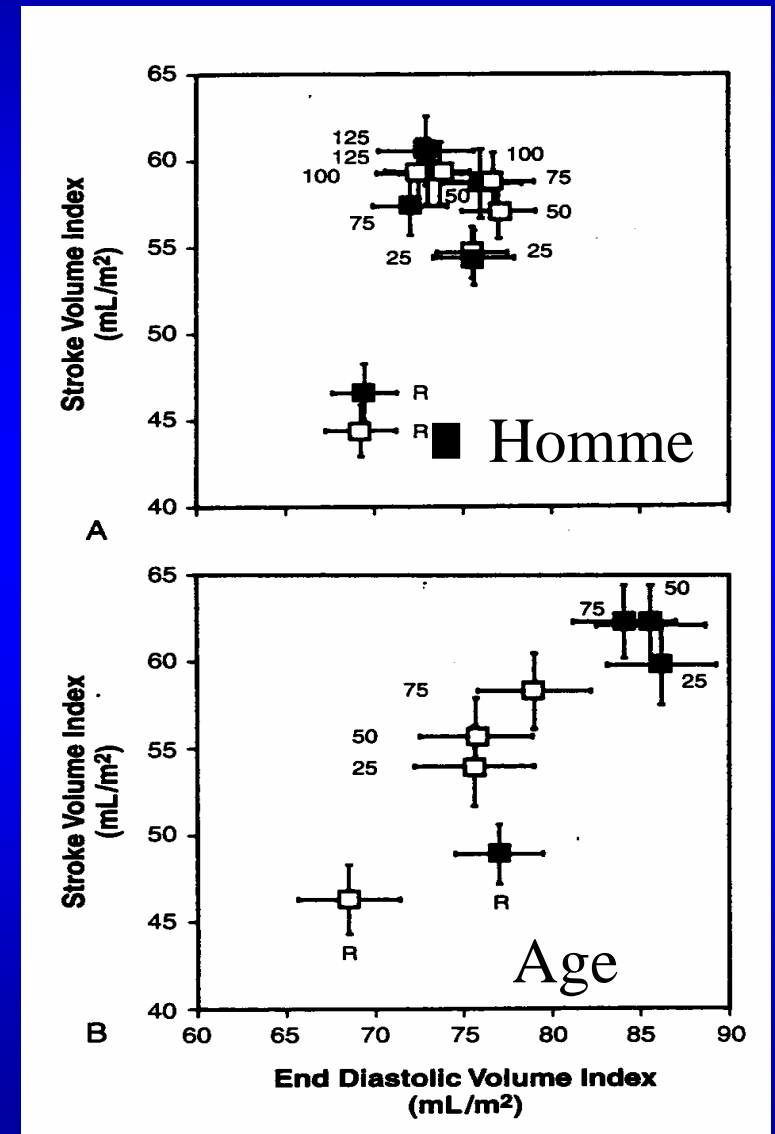 65
60
55
50
45
40
Stroke Volume Index
(mL/m²)
125
125
100
75
50
100
75
50
25
25
R
R
Homme
A
65
60
55
50
45
40
Stroke Volume Index
(mL/m²)
50
75
25
75
50
25
R
R
Age
B
60 65 70 75 80 85 90
End Diastolic Volume Index
(mL/m²)